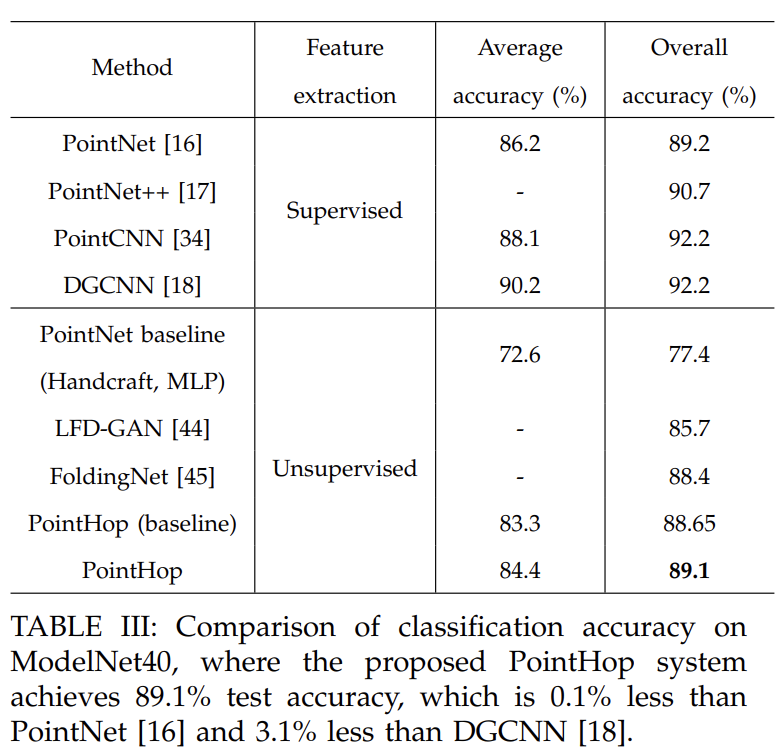 Method Feature extraction Average accuracy (%) Overall accuracy (%)
PointNet [16] Supervised 86.2 89.2
PointNet++ [17] - 90.7
PointCNN [34] 88.1 92.2
DGCNN [18] 90.2 92.2
PointNet baseline (Handcraft, MLP) Unsupervised 72.6 77.4
LFD-GAN [44] - 85.7
FoldingNet [45] - 88.4
PointHop (baseline) 83.3 88.65
PointHop 84.4 89.1
TABLE III: Comparison of classification accuracy on
ModelNet40, where the proposed PointHop system
achieves 89.1% test accuracy, which is 0.1% less than
PointNet [16] and 3.1% less than DGCNN [18].